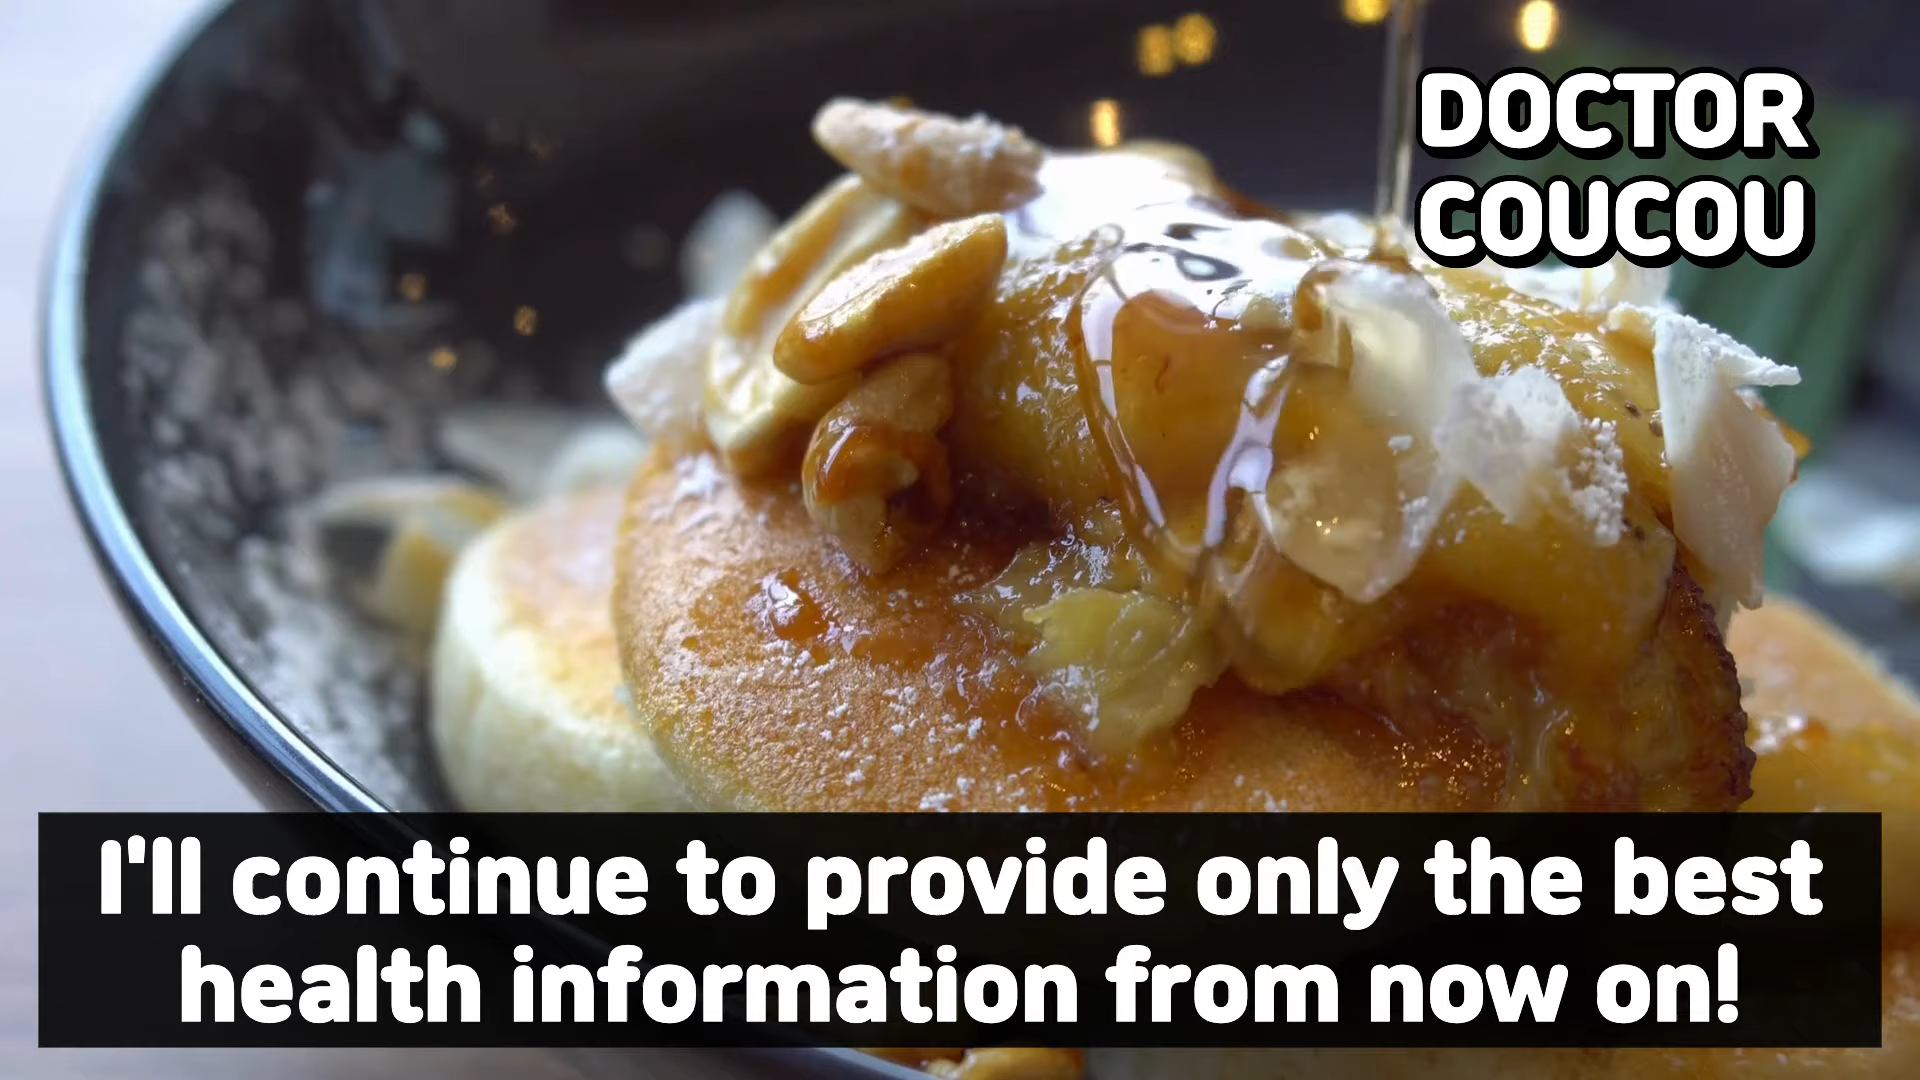 DOCTOR
COUCOU
I'll continue to provide only the best
health information from now on!